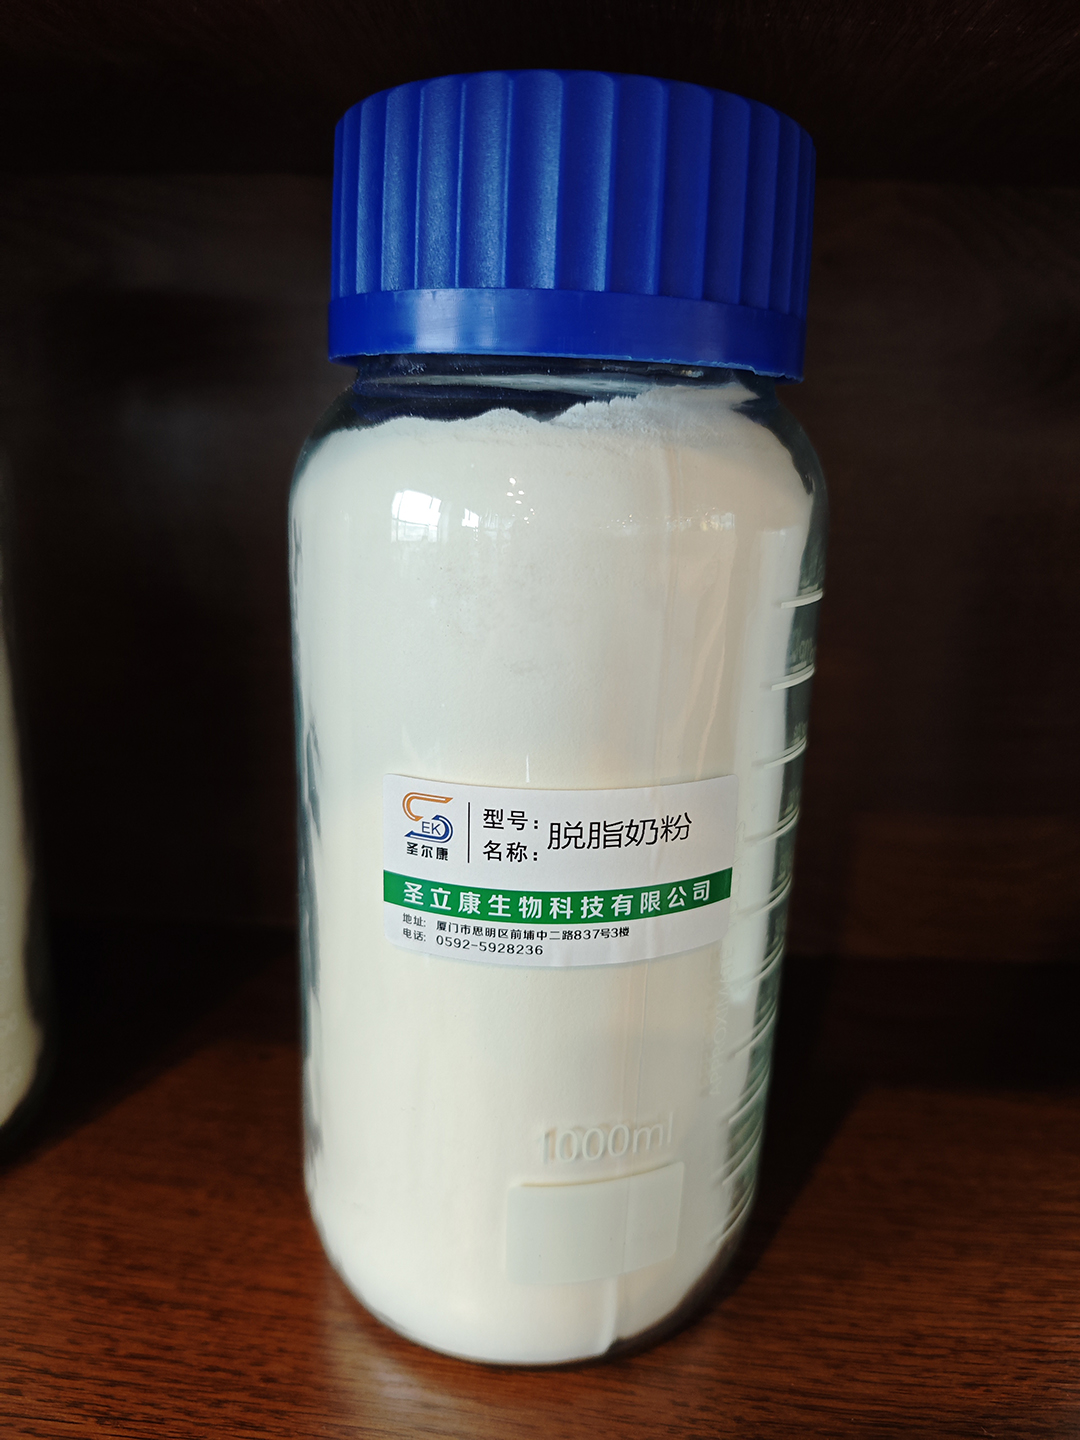 EK
圣尔康
型号:
名称:
脱脂奶粉
圣立康生物科技有限公司
地址: 厦门市思明区前埔中二路837号3楼
电话: 0592-5928236
1000ml